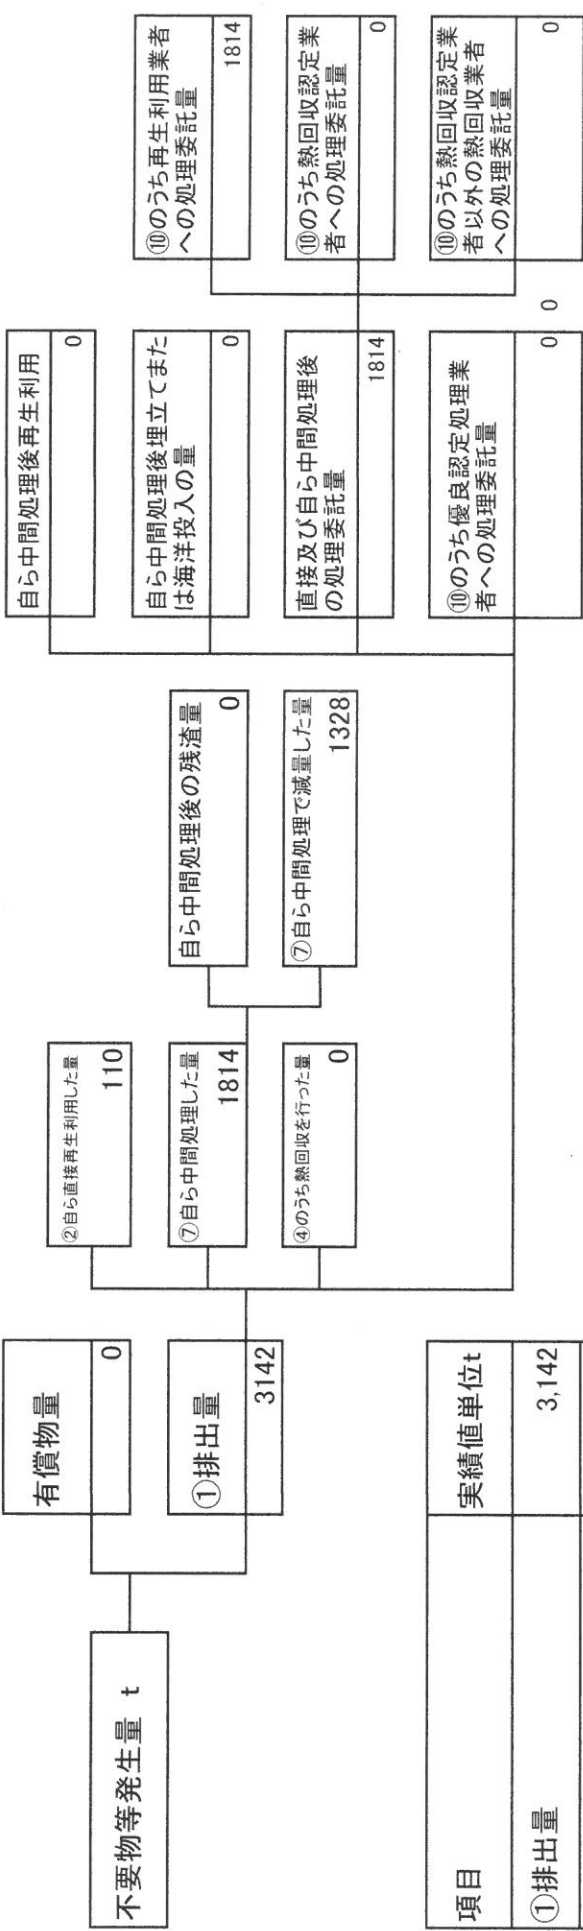 不要物等発生量 t
有償物量
0
①排出量
3142
②自ら直接再生利用した量
110
⑦自ら中間処理した量
1814
④のうち熱回収を行った量
0
自ら中間処理後の残渣量
0
⑦自ら中間処理で減量した量
1328
自ら中間処理後再生利用
0
自ら中間処理後埋立てまた
は海洋投入の量
0
直接及び自ら中間処理後
の処理委託量
1814
⑩のうち優良認定処理業
者への処理委託量
0
0
⑩のうち再生利用業者
への処理委託量
1814
⑩のうち熱回収認定業
者への処理委託量
0
⑩のうち熱回収認定業
者以外の熱回収業者
への処理委託量
0
項目
実績値単位t
①排出量
3,142